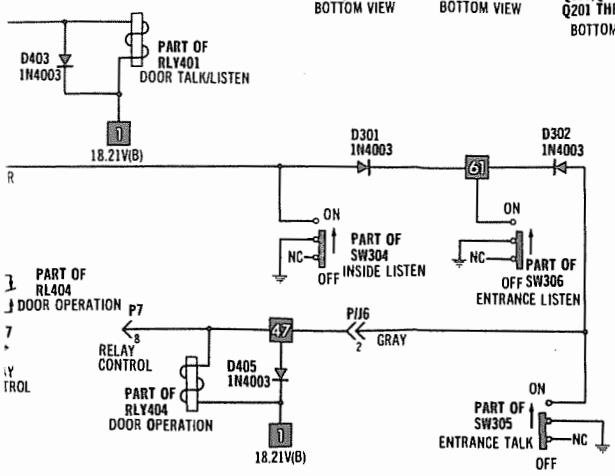 BOTTOM VIEW
BOTTOM VIEW
Q201
BOTTOM
D403
1N4003
PART OF
RLY401
DOOR TALK/LISTEN
1
18.21V(B)
R
D301
1N4003
61
D302
1N4003
ON
NC
OFF
PART OF
SW304
INSIDE LISTEN
ON
NC
OFF
PART OF
SW306
ENTRANCE LISTEN
PART OF
RL404
DOOR OPERATION
7
P7
8
RELAY
CONTROL
47
P/J6
2
GRAY
D405
1N4003
PART OF
RLY404
DOOR OPERATION
1
18.21V(B)
ON
PART OF
SW305
ENTRANCE TALK
NC
OFF